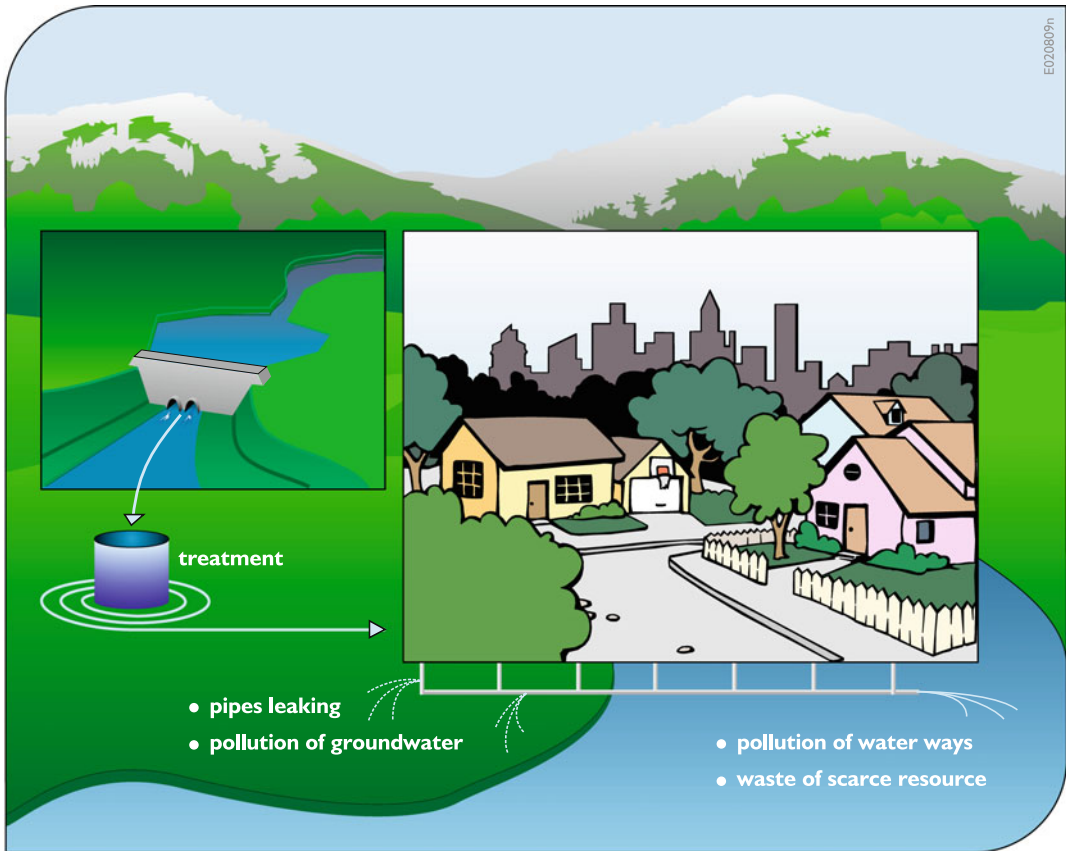 E020809n
treatment
• pipes leaking
• pollution of groundwater
• pollution of water ways
• waste of scarce resource